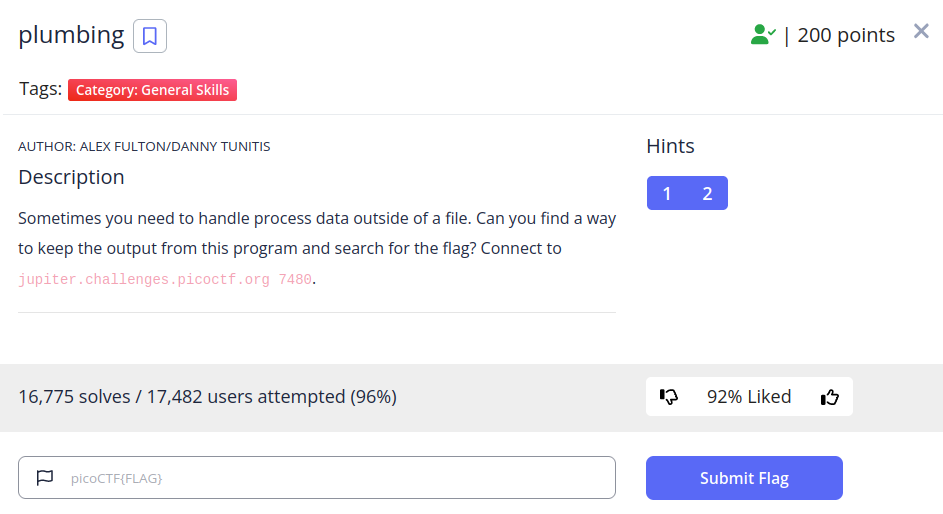 plumbing
| 200 points
Tags: Category: General Skills
AUTHOR: ALEX FULTON/DANNY TUNITIS
Description
Sometimes you need to handle process data outside of a file. Can you find a way
to keep the output from this program and search for the flag? Connect to
jupiter.challenges.picoctf.org 7480.
Hints
1 2
16,775 solves / 17,482 users attempted (96%)
92% Liked
picoCTF{FLAG}
Submit Flag